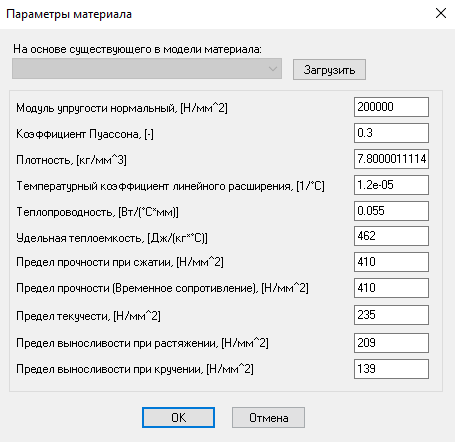 Параметры материала
На основе существующего в модели материала:
Загрузить
Модуль упругости нормальный, [Н/мм^2] 200000
Коэффициент Пуассона, [-] 0.3
Плотность, [кг/мм^3] 7.8000011114
Температурный коэффициент линейного расширения, [1/°C] 1.2e-05
Теплопроводность, [Вт/(°C*мм)] 0.055
Удельная теплоемкость, [Дж/(кг*°C)] 462
Предел прочности при сжатии, [Н/мм^2] 410
Предел прочности (Временное сопротивление), [Н/мм^2] 410
Предел текучести, [Н/мм^2] 235
Предел выносливости при растяжении, [Н/мм^2] 209
Предел выносливости при кручении, [Н/мм^2] 139
OK Отмена